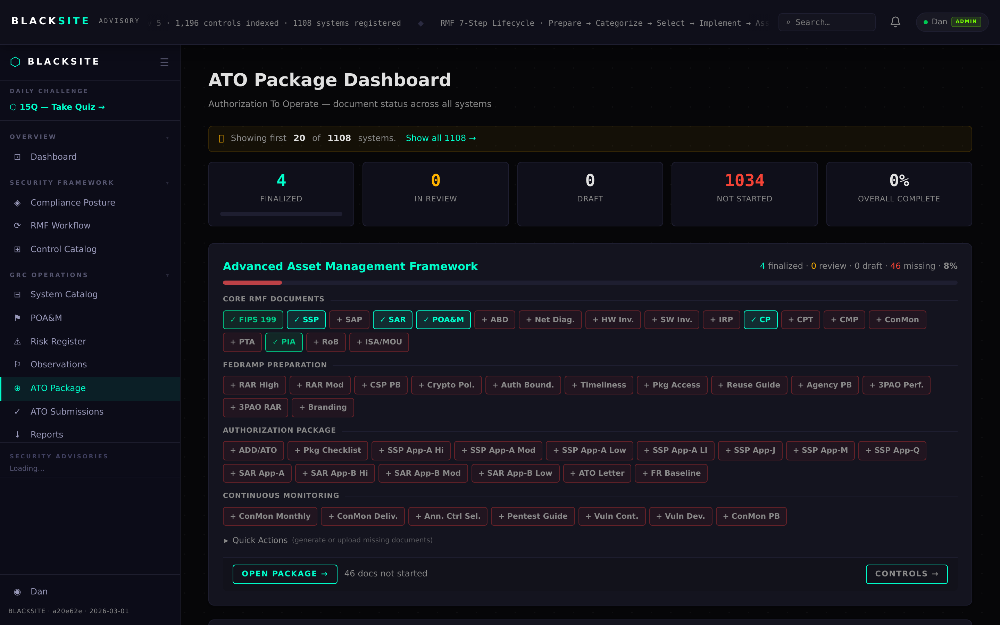 BLACKSITE ADVISORY 5 · 1,196 controls indexed · 1108 systems registered ◆ RMF 7-Step Lifecycle · Prepare → Categorize → Select → Implement → Ass Search… Dan ADMIN
BLACKSITE
DAILY CHALLENGE
15Q — Take Quiz →
OVERVIEW
Dashboard
SECURITY FRAMEWORK
Compliance Posture
RMF Workflow
Control Catalog
GRC OPERATIONS
System Catalog
POA&M
Risk Register
Observations
ATO Package
ATO Submissions
Reports
SECURITY ADVISORIES
Loading…
Dan
BLACKSITE · a20e62e · 2026-03-01
ATO Package Dashboard
Authorization To Operate — document status across all systems
Showing first 20 of 1108 systems. Show all 1108 →
4
FINALIZED
0
IN REVIEW
0
DRAFT
1034
NOT STARTED
0%
OVERALL COMPLETE
Advanced Asset Management Framework 4 finalized · 0 review · 0 draft · 46 missing · 8%
CORE RMF DOCUMENTS
✓ FIPS 199 ✓ SSP + SAP ✓ SAR ✓ POA&M + ABD + Net Diag. + HW Inv. + SW Inv. + IRP ✓ CP + CPT + CMP + ConMon
+ PTA ✓ PIA + RoB + ISA/MOU
FEDRAMP PREPARATION
+ RAR High + RAR Mod + CSP PB + Crypto Pol. + Auth Bound. + Timeliness + Pkg Access + Reuse Guide + Agency PB + 3PAO Perf.
+ 3PAO RAR + Branding
AUTHORIZATION PACKAGE
+ ADD/ATO + Pkg Checklist + SSP App-A Hi + SSP App-A Mod + SSP App-A Low + SSP App-A LI + SSP App-J + SSP App-M + SSP App-Q
+ SAR App-A + SAR App-B Hi + SAR App-B Mod + SAR App-B Low + ATO Letter + FR Baseline
CONTINUOUS MONITORING
+ ConMon Monthly + ConMon Deliv. + Ann. Ctrl Sel. + Pentest Guide + Vuln Cont. + Vuln Dev. + ConMon PB
▸ Quick Actions (generate or upload missing documents)
OPEN PACKAGE → 46 docs not started CONTROLS →